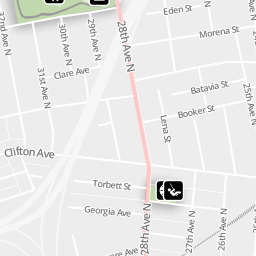 Eden St
28th Ave N
29th Ave N
30th Ave N
32nd Ave N
31st Ave N
Morena St
Clare Ave
Batavia St
25th Ave N
Booker St
Lena St
Clifton Ave
Torbett St
Georgia Ave
28th Ave N
27th Ave N
26th Ave N